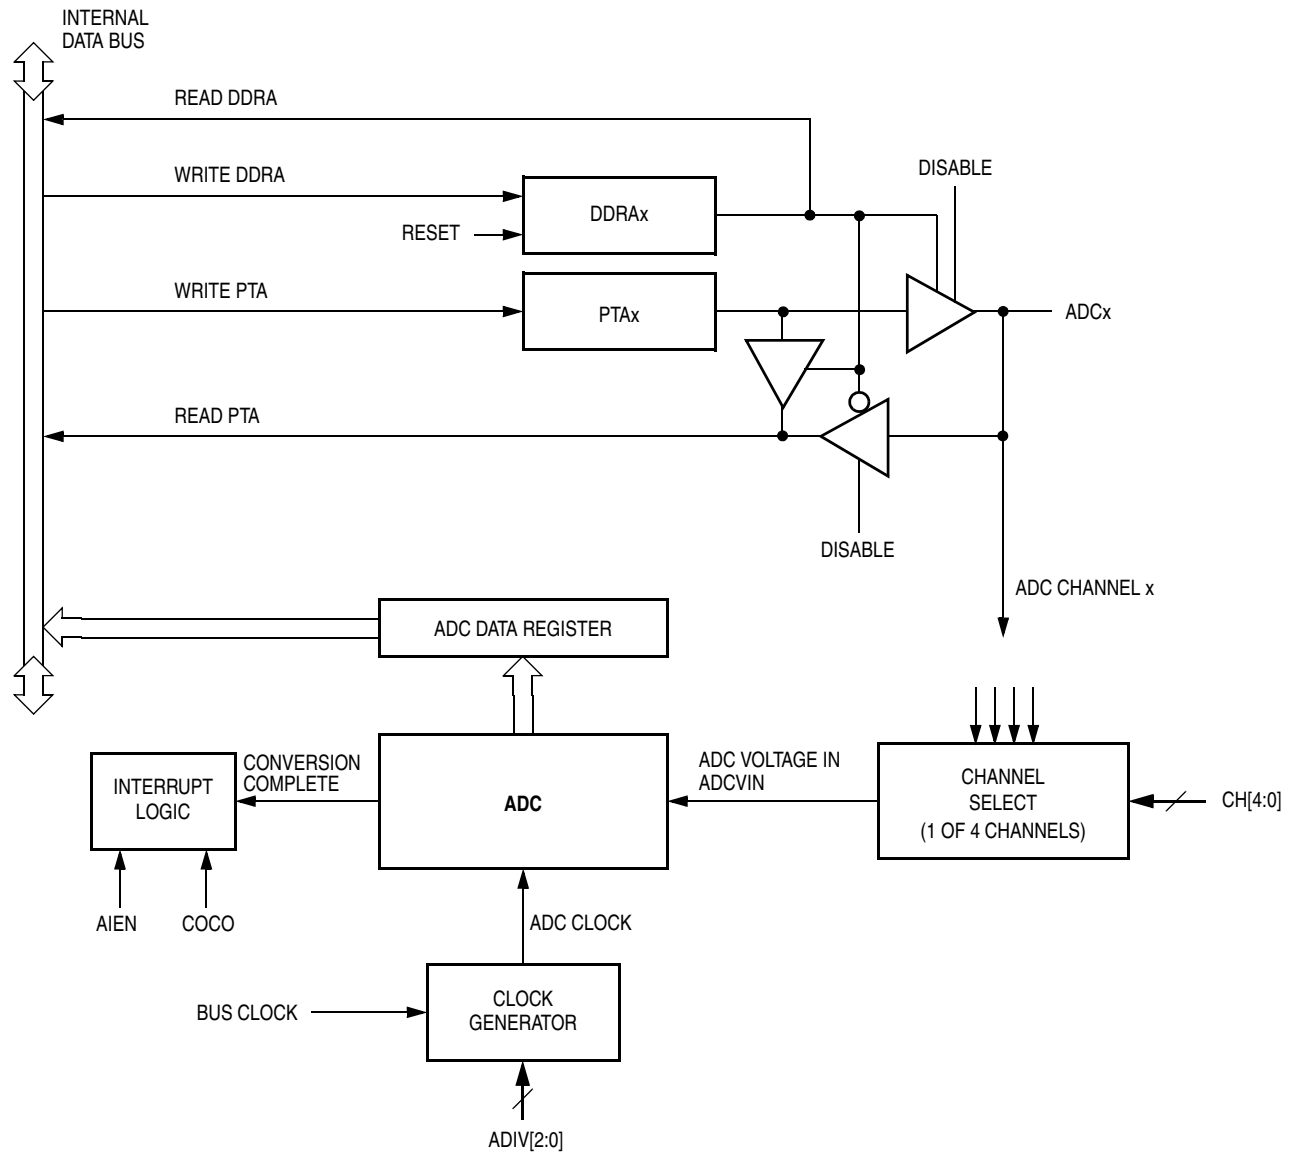 INTERNAL
DATA BUS
READ DDRA
WRITE DDRA
DISABLE
DDRAx
RESET
WRITE PTA
PTAx
ADCx
READ PTA
DISABLE
ADC CHANNEL x
ADC DATA REGISTER
INTERRUPT
LOGIC
CONVERSION
COMPLETE
ADC
ADC VOLTAGE IN
ADCVIN
CHANNEL
SELECT
(1 OF 4 CHANNELS)
CH[4:0]
AIEN
COCO
ADC CLOCK
BUS CLOCK
CLOCK
GENERATOR
ADIV[2:0]